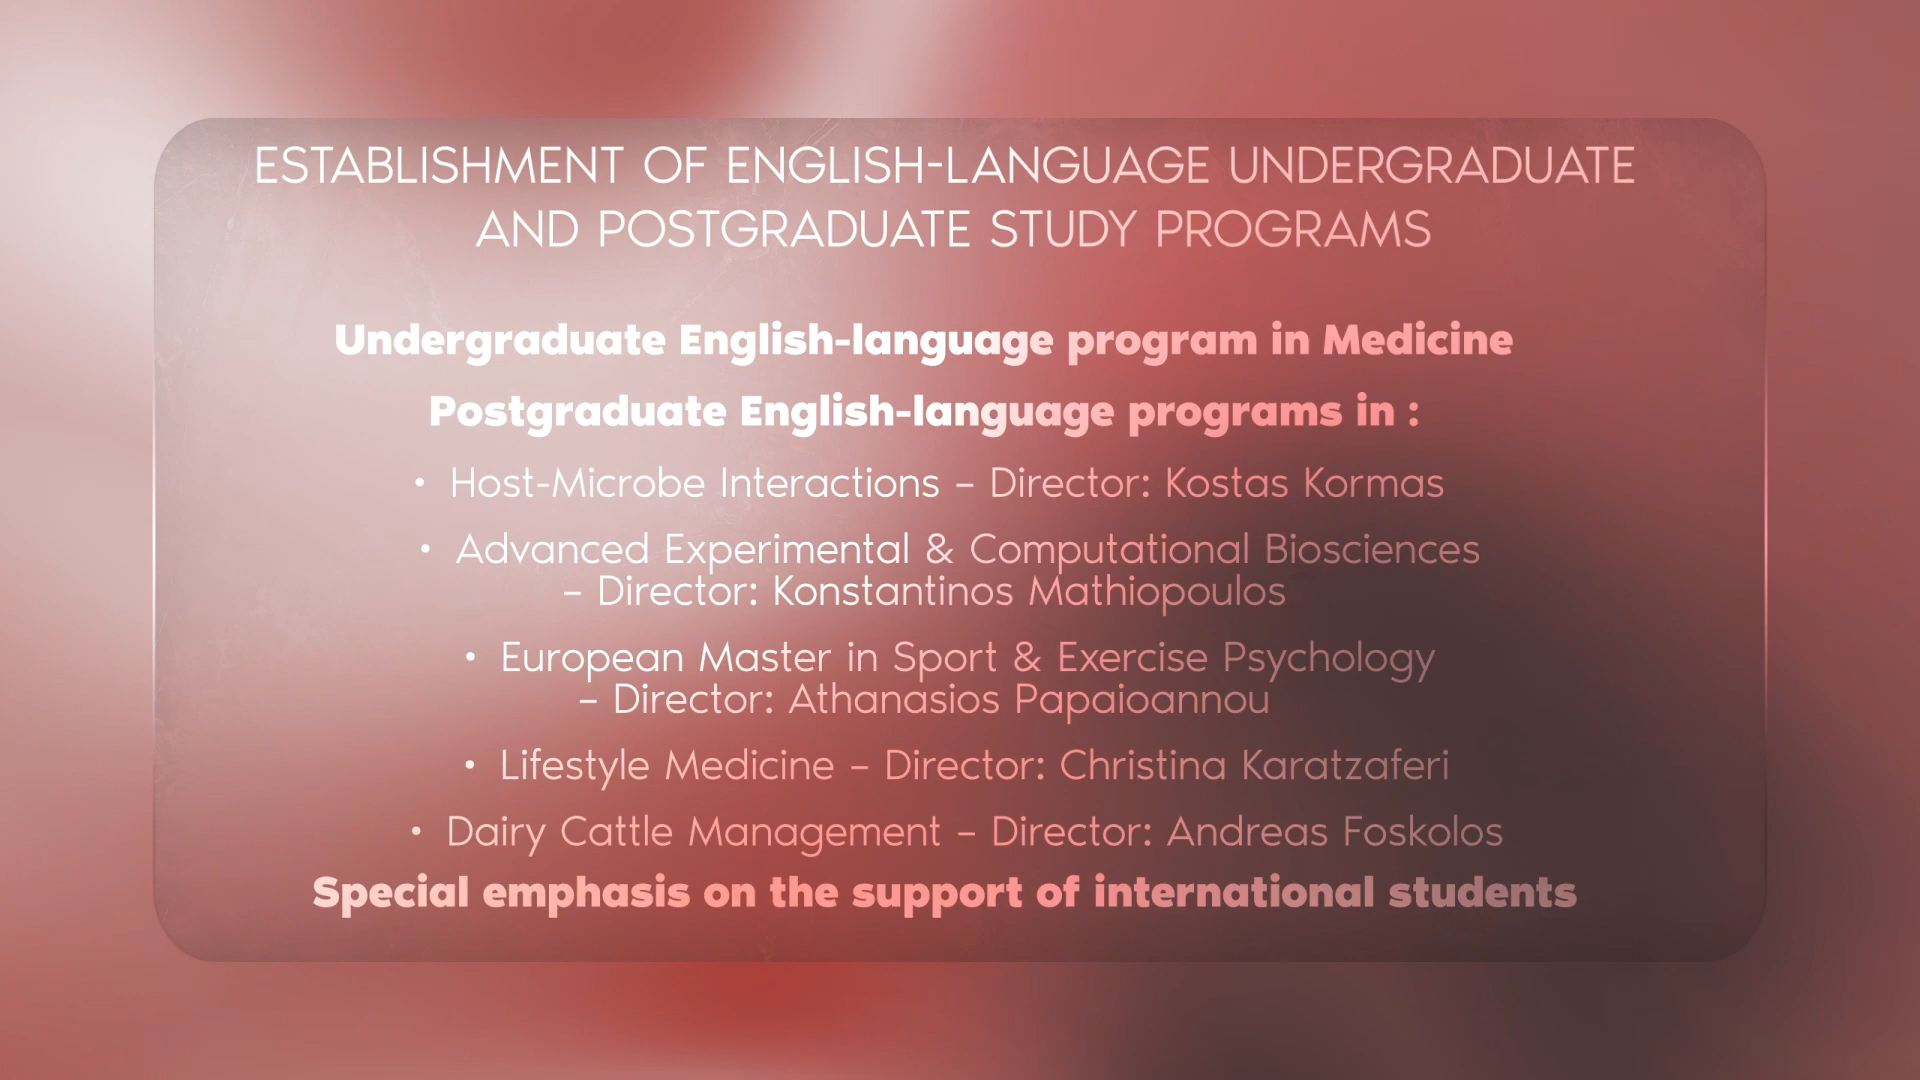 ESTABLISHMENT OF ENGLISH-LANGUAGE UNDERGRADUATE
AND POSTGRADUATE STUDY PROGRAMS
Undergraduate English-language program in Medicine
Postgraduate English-language programs in :
• Host-Microbe Interactions – Director: Kostas Kormas
• Advanced Experimental & Computational Biosciences
– Director: Konstantinos Mathiopoulos
• European Master in Sport & Exercise Psychology
– Director: Athanasios Papaioannou
• Lifestyle Medicine – Director: Christina Karatzaferi
• Dairy Cattle Management – Director: Andreas Foskolos
Special emphasis on the support of international students